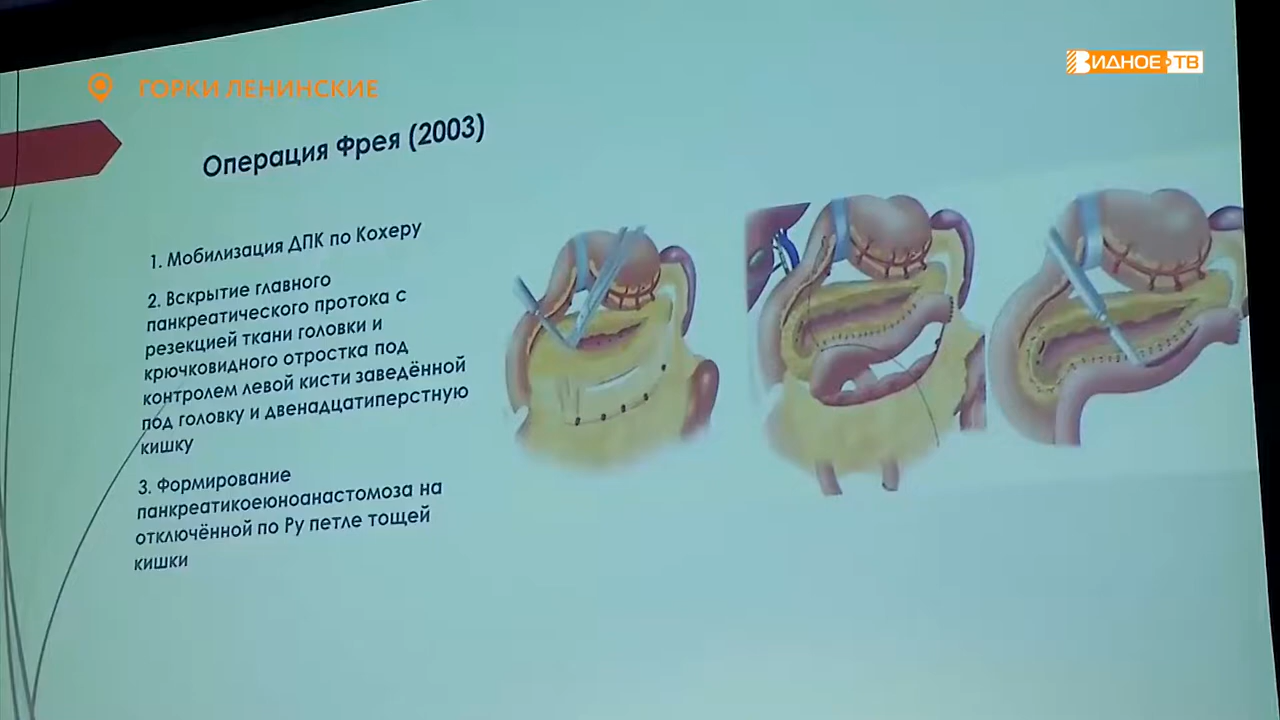 ВИДНОЕ-ТВ
ГОРКИ ЛЕНИНСКИЕ
Операция Фрея (2003)
1. Мобилизация ДПК по Кохеру
2. Вскрытие главного
панкреатического протока с
резекцией ткани головки и
крючковидного отростка под
контролем левой кисти заведённой
под головку и двенадцатиперстную
кишку
3. Формирование
панкреатикоеюноанастомоза на
отключённой по Ру петле тощей
кишки